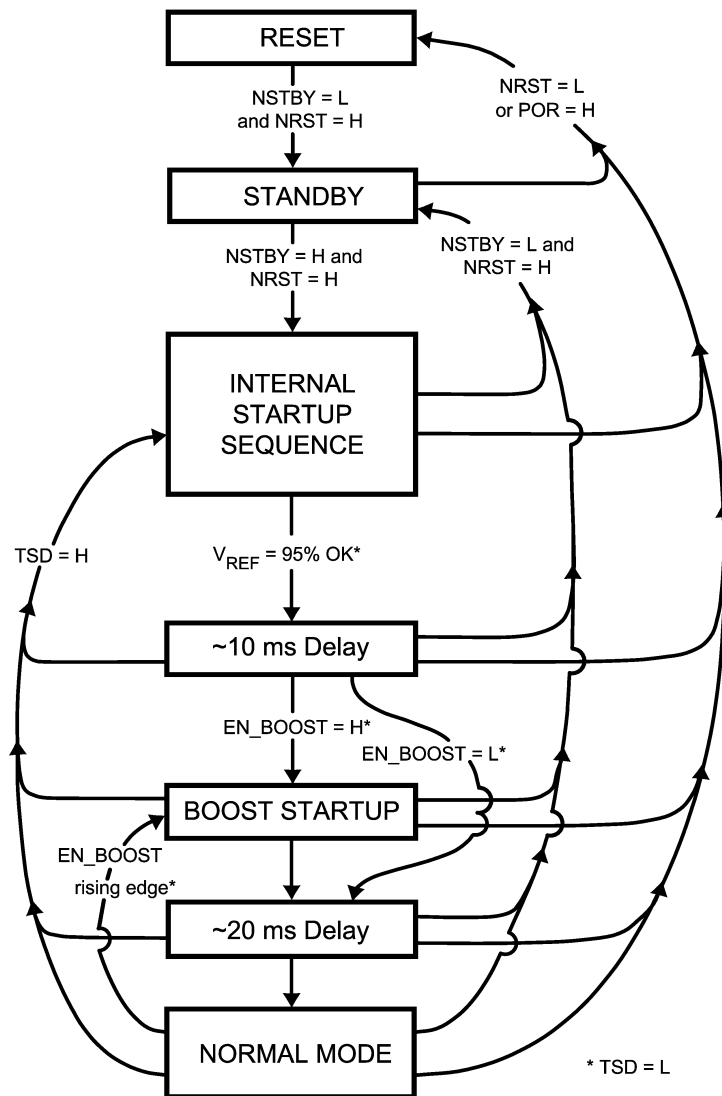 RESET
NSTBY = L
and NRST = H
NRST = L
or POR = H
STANDBY
NSTBY = H and
NRST = H
NSTBY = L and
NRST = H
INTERNAL
STARTUP
SEQUENCE
TSD = H
VREF = 95% OK*
~10 ms Delay
EN_BOOST = H*
EN_BOOST = L*
BOOST STARTUP
EN_BOOST
rising edge*
~20 ms Delay
NORMAL MODE
* TSD = L